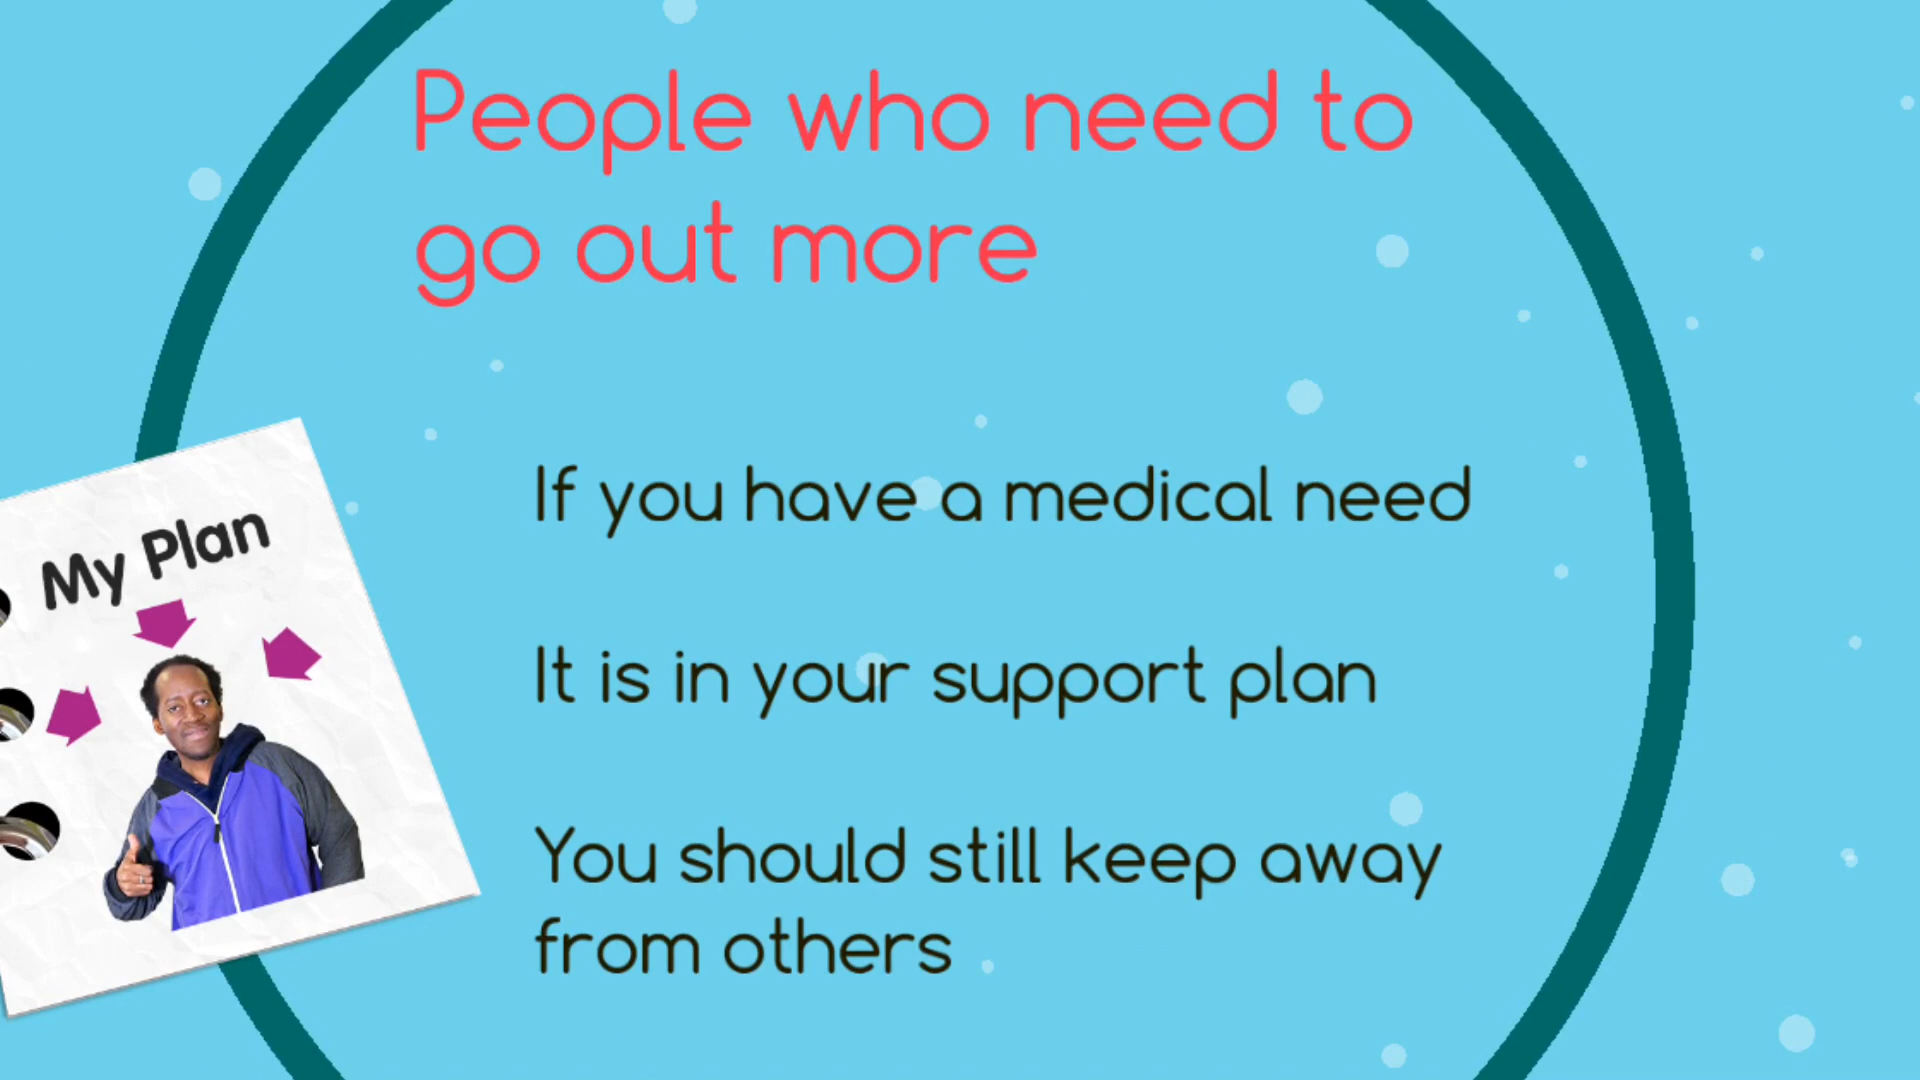 People who need to
go out more
If you have a medical need
It is in your support plan
You should still keep away
from others
My Plan